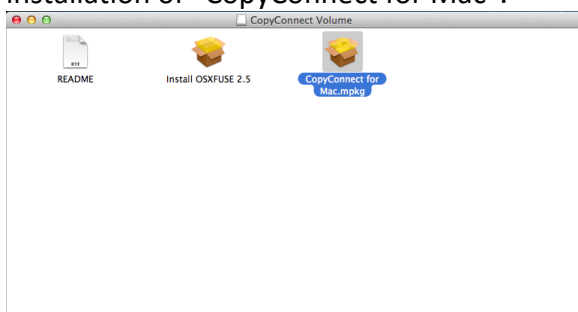 installation of "CopyConnect for Mac".
CopyConnect Volume
RTF
README
Install OSXFUSE 2.5
CopyConnect for
Mac.mpkg